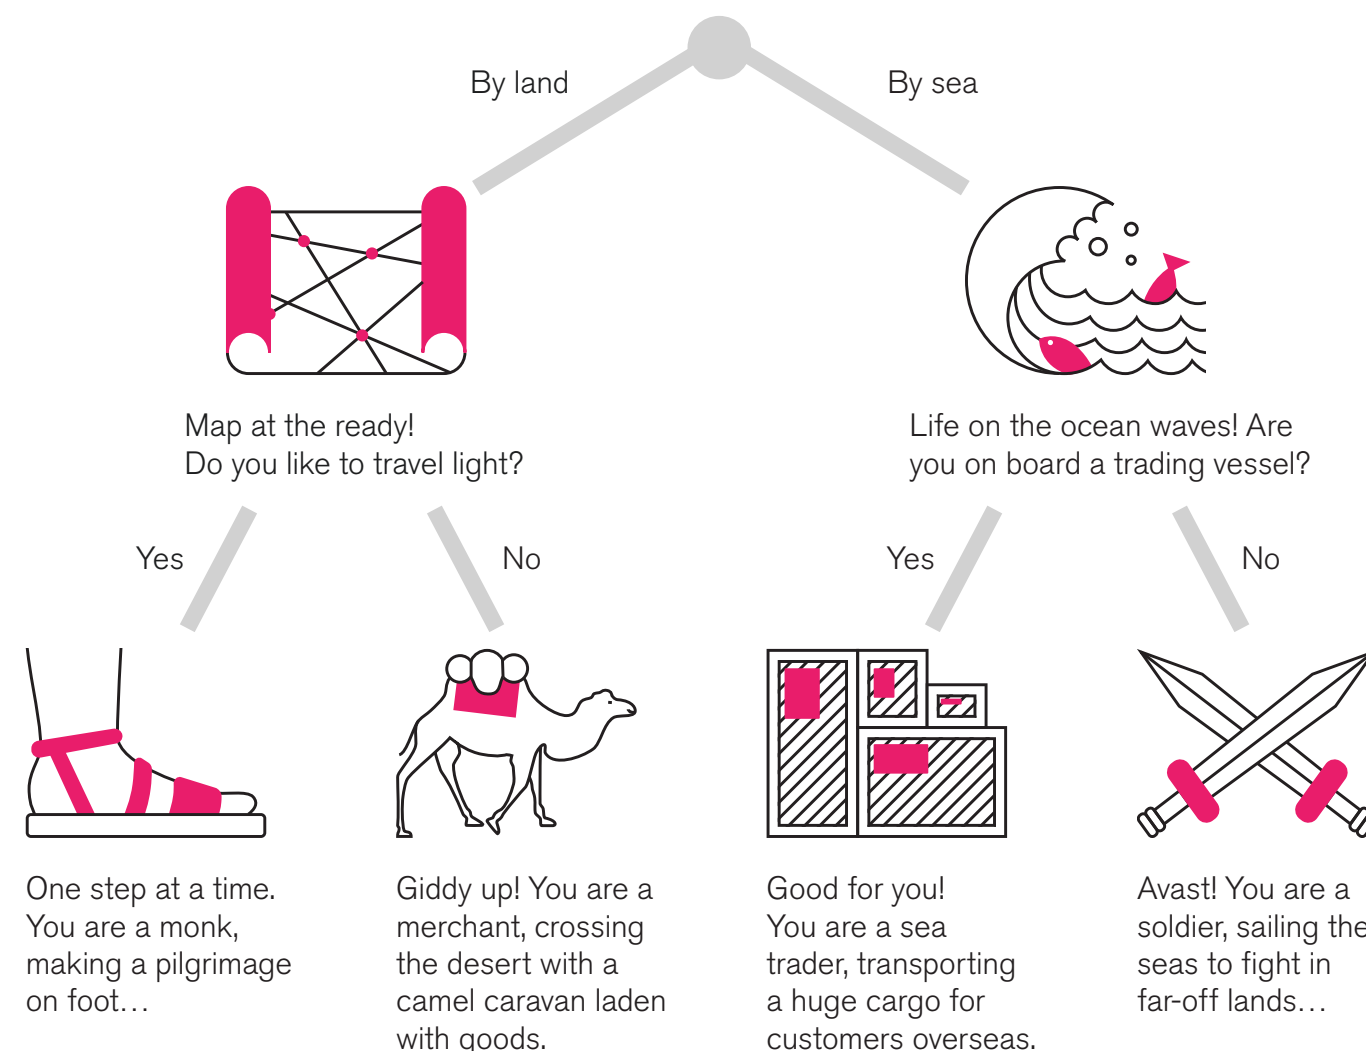 By land
By sea
Map at the ready!
Do you like to travel light?
Life on the ocean waves! Are
you on board a trading vessel?
Yes
No
Yes
No
One step at a time.
You are a monk,
making a pilgrimage
on foot…
Giddy up! You are a
merchant, crossing
the desert with a
camel caravan laden
with goods.
Good for you!
You are a sea
trader, transporting
a huge cargo for
customers overseas.
Avast! You are a
soldier, sailing the
seas to fight in
far-off lands…